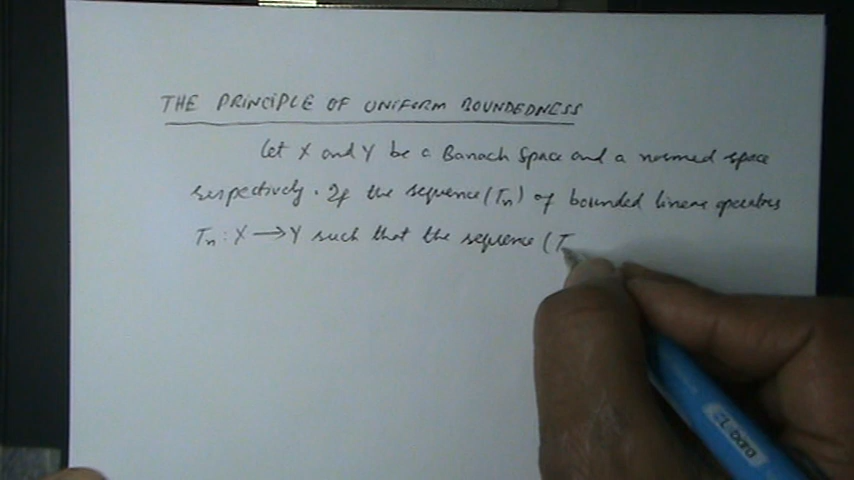 THE PRINCIPLE OF UNIFORM BOUNDEDNESS
Let X and Y be a Banach Space and a normed space
respectively. If the sequence (Tn) of bounded linear operators
Tn : X → Y such that the sequence (T